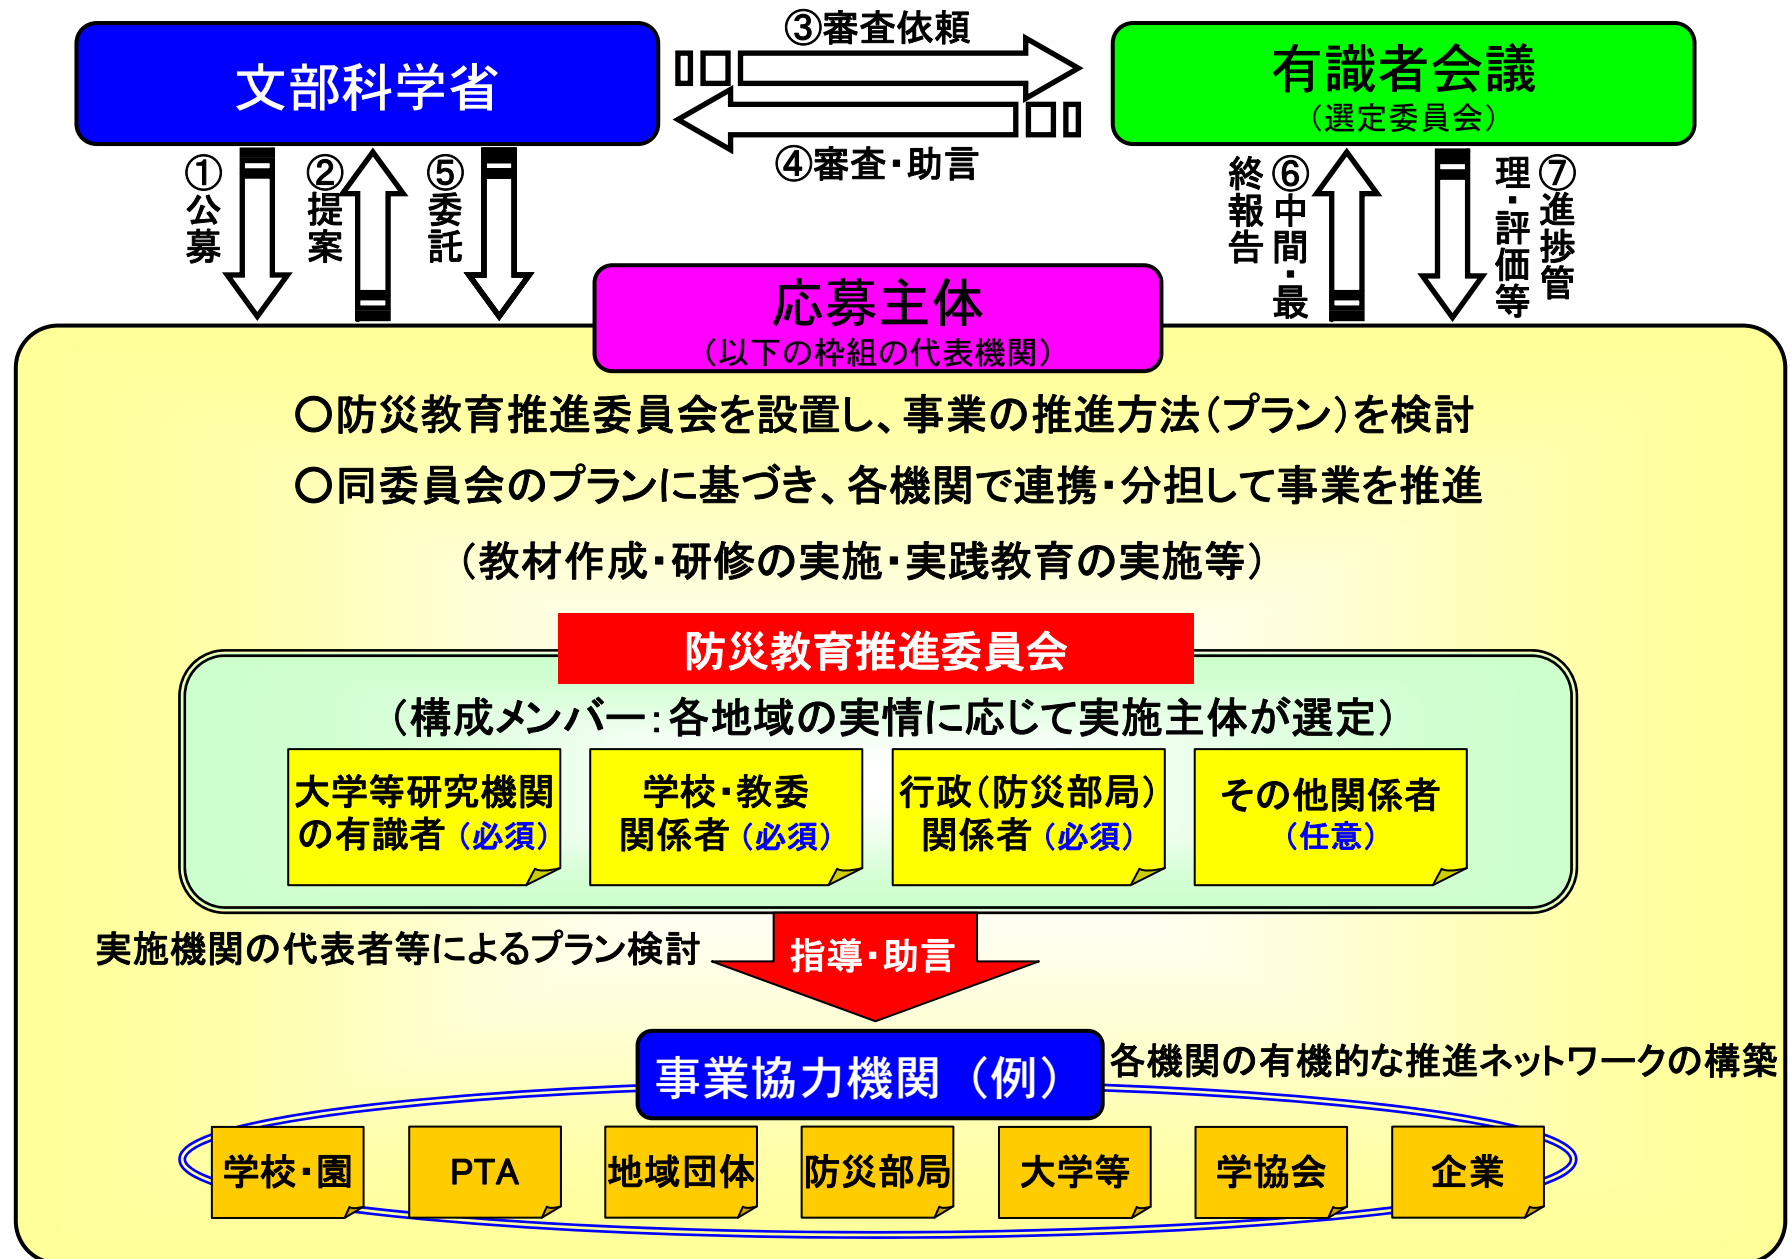 文部科学省
③審査依頼
④審査・助言
有識者会議
（選定委員会）
①公募
②提案
⑤委託
⑥中間・最
終報告
⑦進捗管
理・評価等
応募主体
（以下の枠組の代表機関）
○防災教育推進委員会を設置し、事業の推進方法（プラン）を検討
○同委員会のプランに基づき、各機関で連携・分担して事業を推進
（教材作成・研修の実施・実践教育の実施等）
防災教育推進委員会
（構成メンバー：各地域の実情に応じて実施主体が選定）
大学等研究機関
の有識者（必須）
学校・教委
関係者（必須）
行政（防災部局）
関係者（必須）
その他関係者
（任意）
実施機関の代表者等によるプラン検討
指導・助言
事業協力機関（例）
各機関の有機的な推進ネットワークの構築
学校・園
PTA
地域団体
防災部局
大学等
学協会
企業